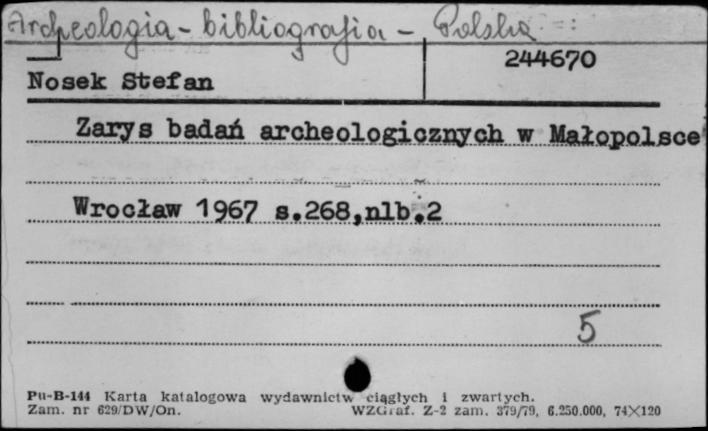 Archeologia - bibliografia - Polska
244670
Nosek Stefan
Zarys badań archeologicznych w Małopolsce
Wrocław 1967 s.268,nlb.2
5
Pu-B-144 Karta katalogowa wydawnictw ciągłych i zwartych.
Zam. nr 629/DW/On. WZGraf. Z-2 zam. 379/79, 6.250.000, 74×120